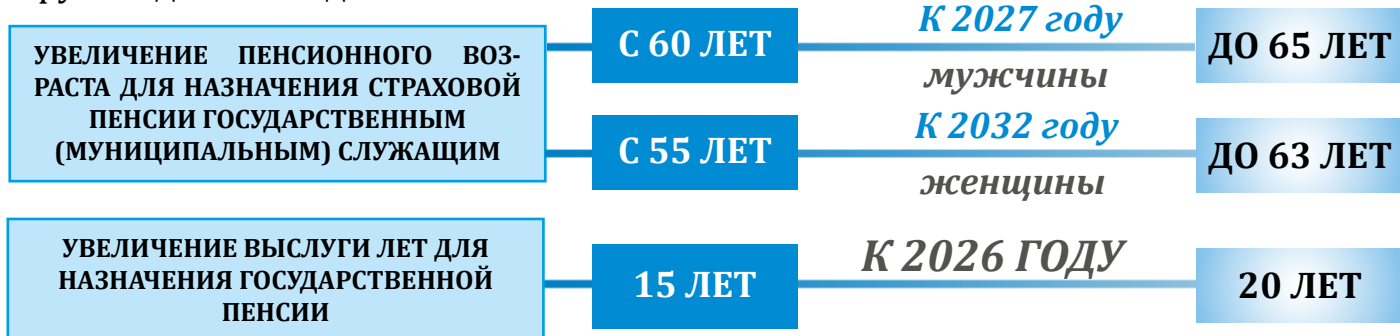 УВЕЛИЧЕНИЕ ПЕНСИОННОГО ВОЗ-
РАСТА ДЛЯ НАЗНАЧЕНИЯ СТРАХОВОЙ
ПЕНСИИ ГОСУДАРСТВЕННЫМ
(МУНИЦИПАЛЬНЫМ) СЛУЖАЩИМ
С 60 ЛЕТ
К 2027 году
мужчины
ДО 65 ЛЕТ
С 55 ЛЕТ
К 2032 году
женщины
ДО 63 ЛЕТ
УВЕЛИЧЕНИЕ ВЫСЛУГИ ЛЕТ ДЛЯ
НАЗНАЧЕНИЯ ГОСУДАРСТВЕННОЙ
ПЕНСИИ
15 ЛЕТ
К 2026 ГОДУ
20 ЛЕТ